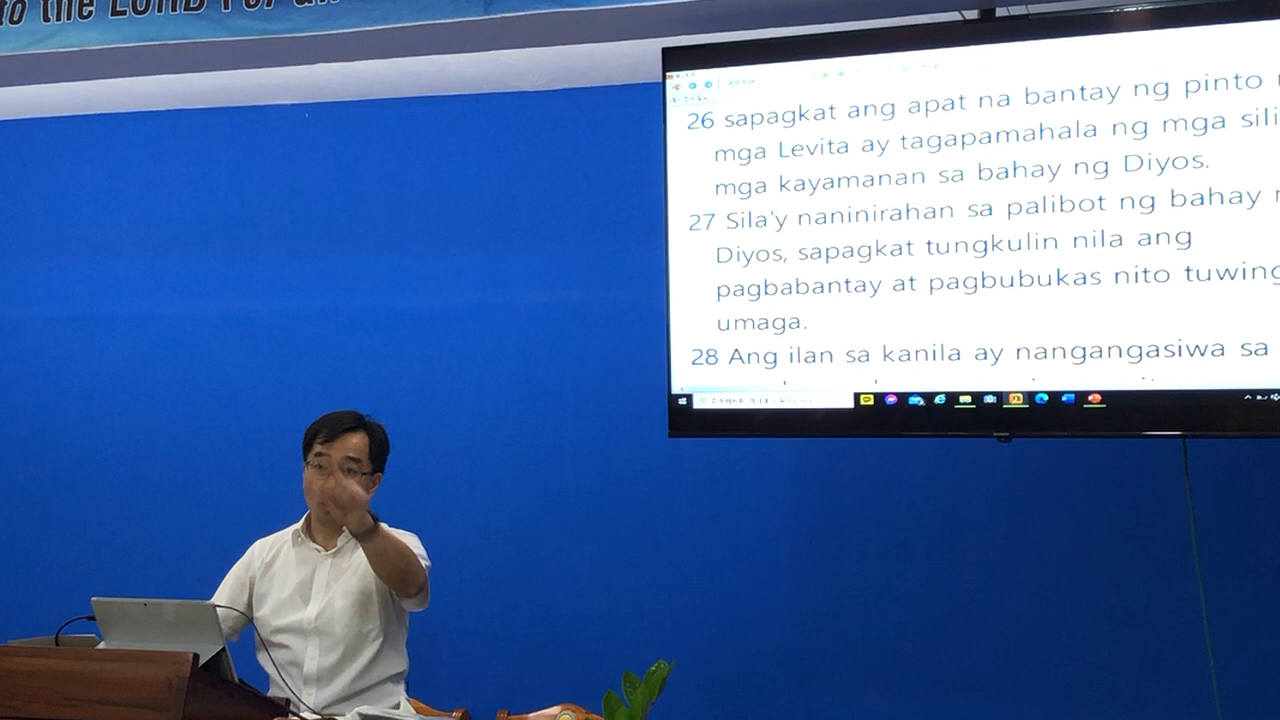 to the LORD For
26 sapagkat ang apat na bantay ng pinto
mga Levita ay tagapamahala ng mga sili
mga kayamanan sa bahay ng Diyos.
27 Sila'y naninirahan sa palibot ng bahay
Diyos, sapagkat tungkulin nila ang
pagbabantay at pagbubukas nito tuwing
umaga.
28 Ang ilan sa kanila ay nangangasiwa sa